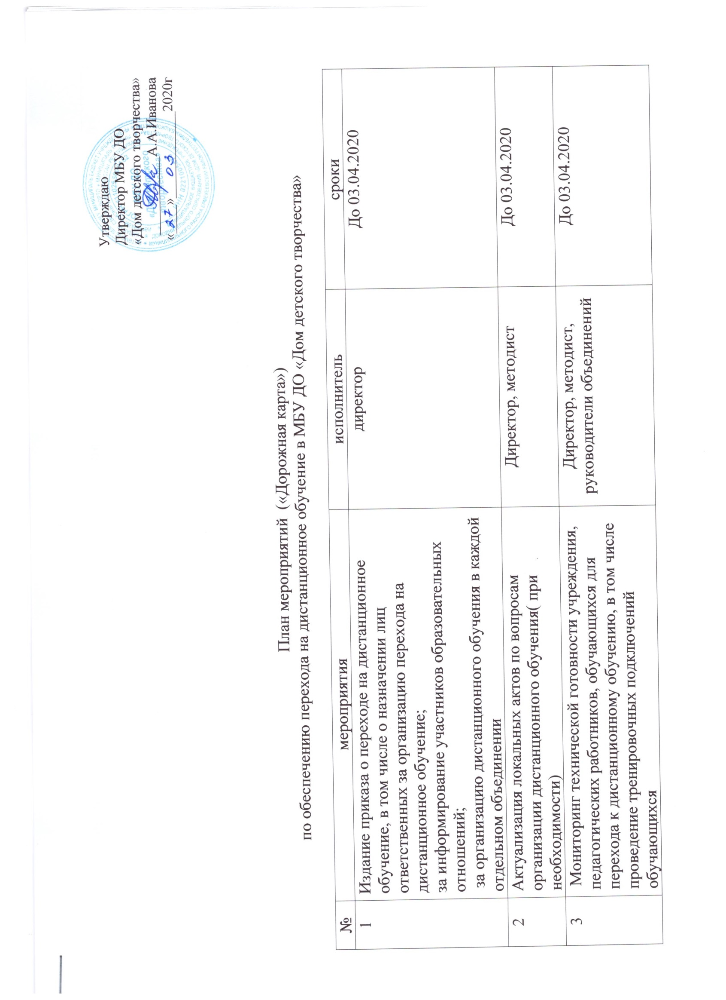 Утверждаю
Директор МБУ ДО
«Дом детского творчества»
А.А.Иванова
« 27 » 03 2020г
План мероприятий («Дорожная карта»)
по обеспечению перехода на дистанционное обучение в МБУ ДО «Дом детского творчества»
№ мероприятия исполнитель сроки
1 Издание приказа о переходе на дистанционное директор До 03.04.2020
обучение, в том числе о назначении лиц
ответственных за организацию перехода на
дистанционное обучение;
за информирование участников образовательных
отношений;
за организацию дистанционного обучения в каждой
отдельном объединении
2 Актуализация локальных актов по вопросам Директор, методист До 03.04.2020
организации дистанционного обучения( при
необходимости)
3 Мониторинг технической готовности учреждения, Директор, методист, До 03.04.2020
педагогических работников, обучающихся для руководители объединений
перехода к дистанционному обучению, в том числе
проведение тренировочных подключений
обучающихся